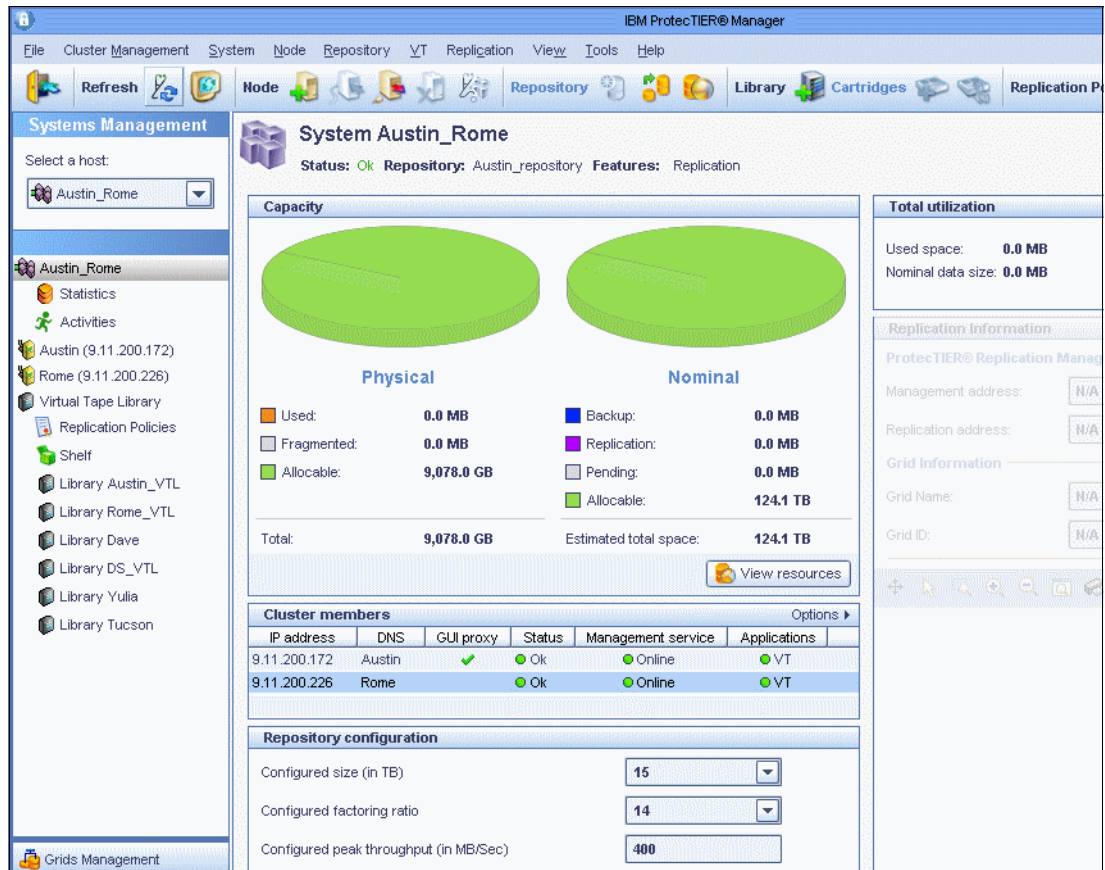 IBM ProtecTIER® Manager
File Cluster Management System Node Repository VT Replication View Tools Help
Refresh Node Repository Library Cartridges Replication Po
Systems Management
Select a host:
Austin_Rome
Austin_Rome
Statistics
Activities
Austin (9.11.200.172)
Rome (9.11.200.226)
Virtual Tape Library
Replication Policies
Shelf
Library Austin_VTL
Library Rome_VTL
Library Dave
Library DS_VTL
Library Yulia
Library Tucson
Grids Management
System Austin_Rome
Status: Ok Repository: Austin_repository Features: Replication
Capacity
Physical
Used: 0.0 MB
Fragmented: 0.0 MB
Allocable: 9,078.0 GB
Total: 9,078.0 GB
Nominal
Backup: 0.0 MB
Replication: 0.0 MB
Pending: 0.0 MB
Allocable: 124.1 TB
Estimated total space: 124.1 TB
View resources
Cluster members Options
IP address DNS GUI proxy Status Management service Applications
9.11.200.172 Austin Ok Online VT
9.11.200.226 Rome Ok Online VT
Repository configuration
Configured size (in TB) 15
Configured factoring ratio 14
Configured peak throughput (in MB/Sec) 400
Total utilization
Used space: 0.0 MB
Nominal data size: 0.0 MB
Replication Information
ProtecTIER® Replication Manag
Management address: N/A
Replication address: N/A
Grid Information
Grid Name: N/A
Grid ID: N/A